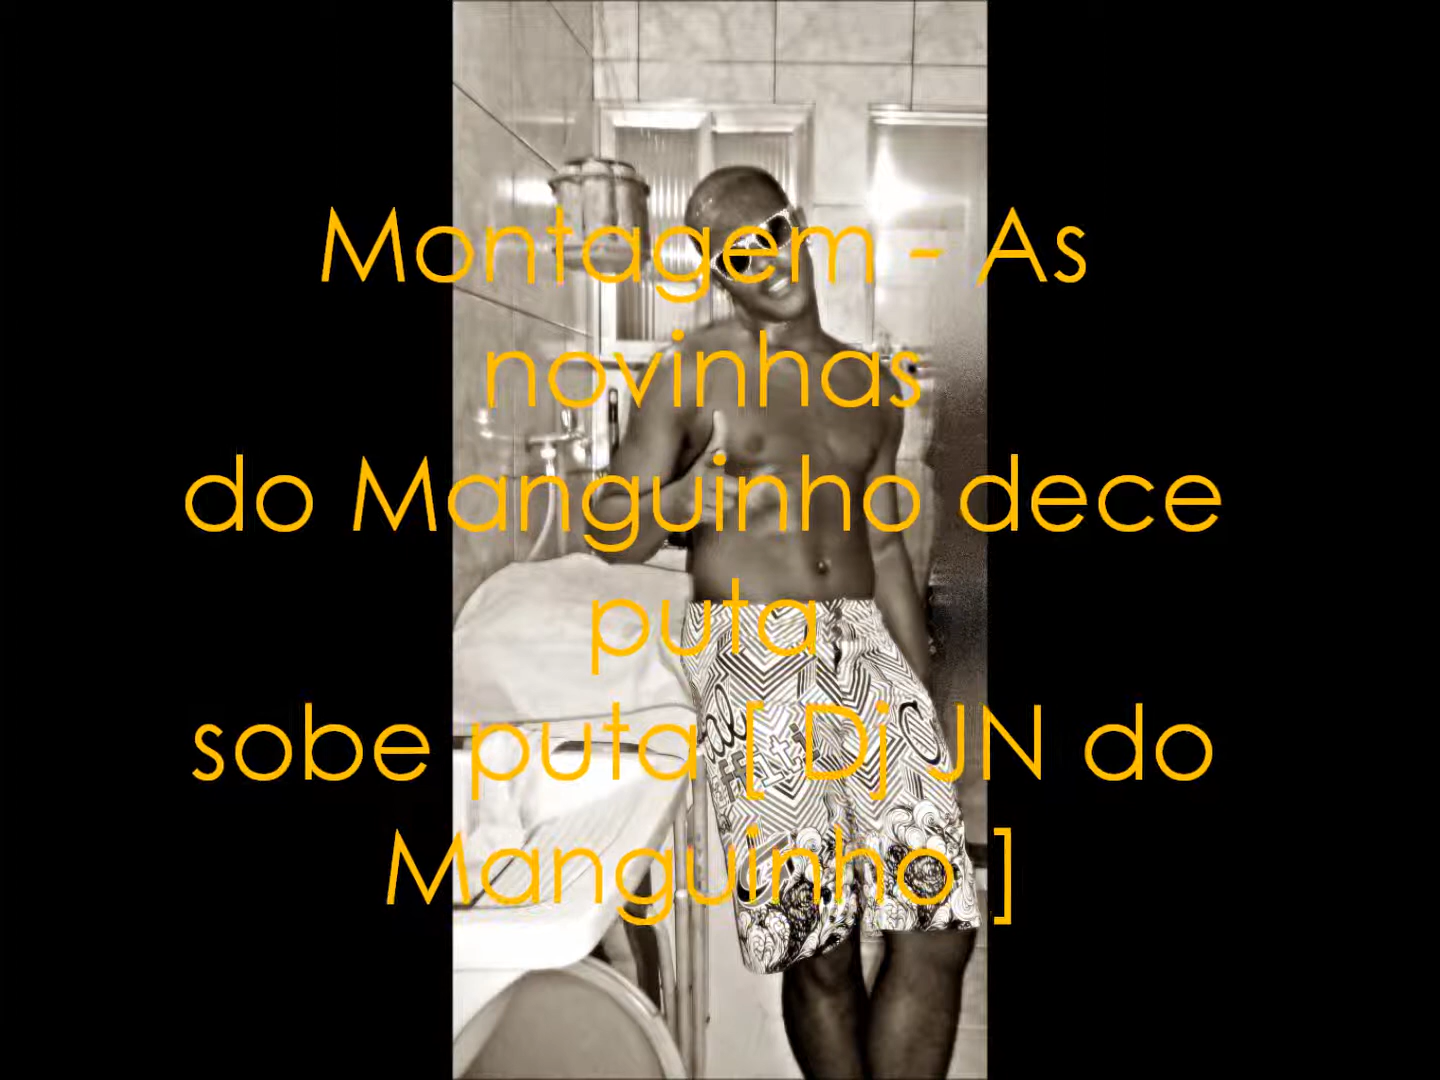 Montagem - As
novinhas
do Manguinho dece
puta
sobe puta [ Dj JN do
Manguinho ]